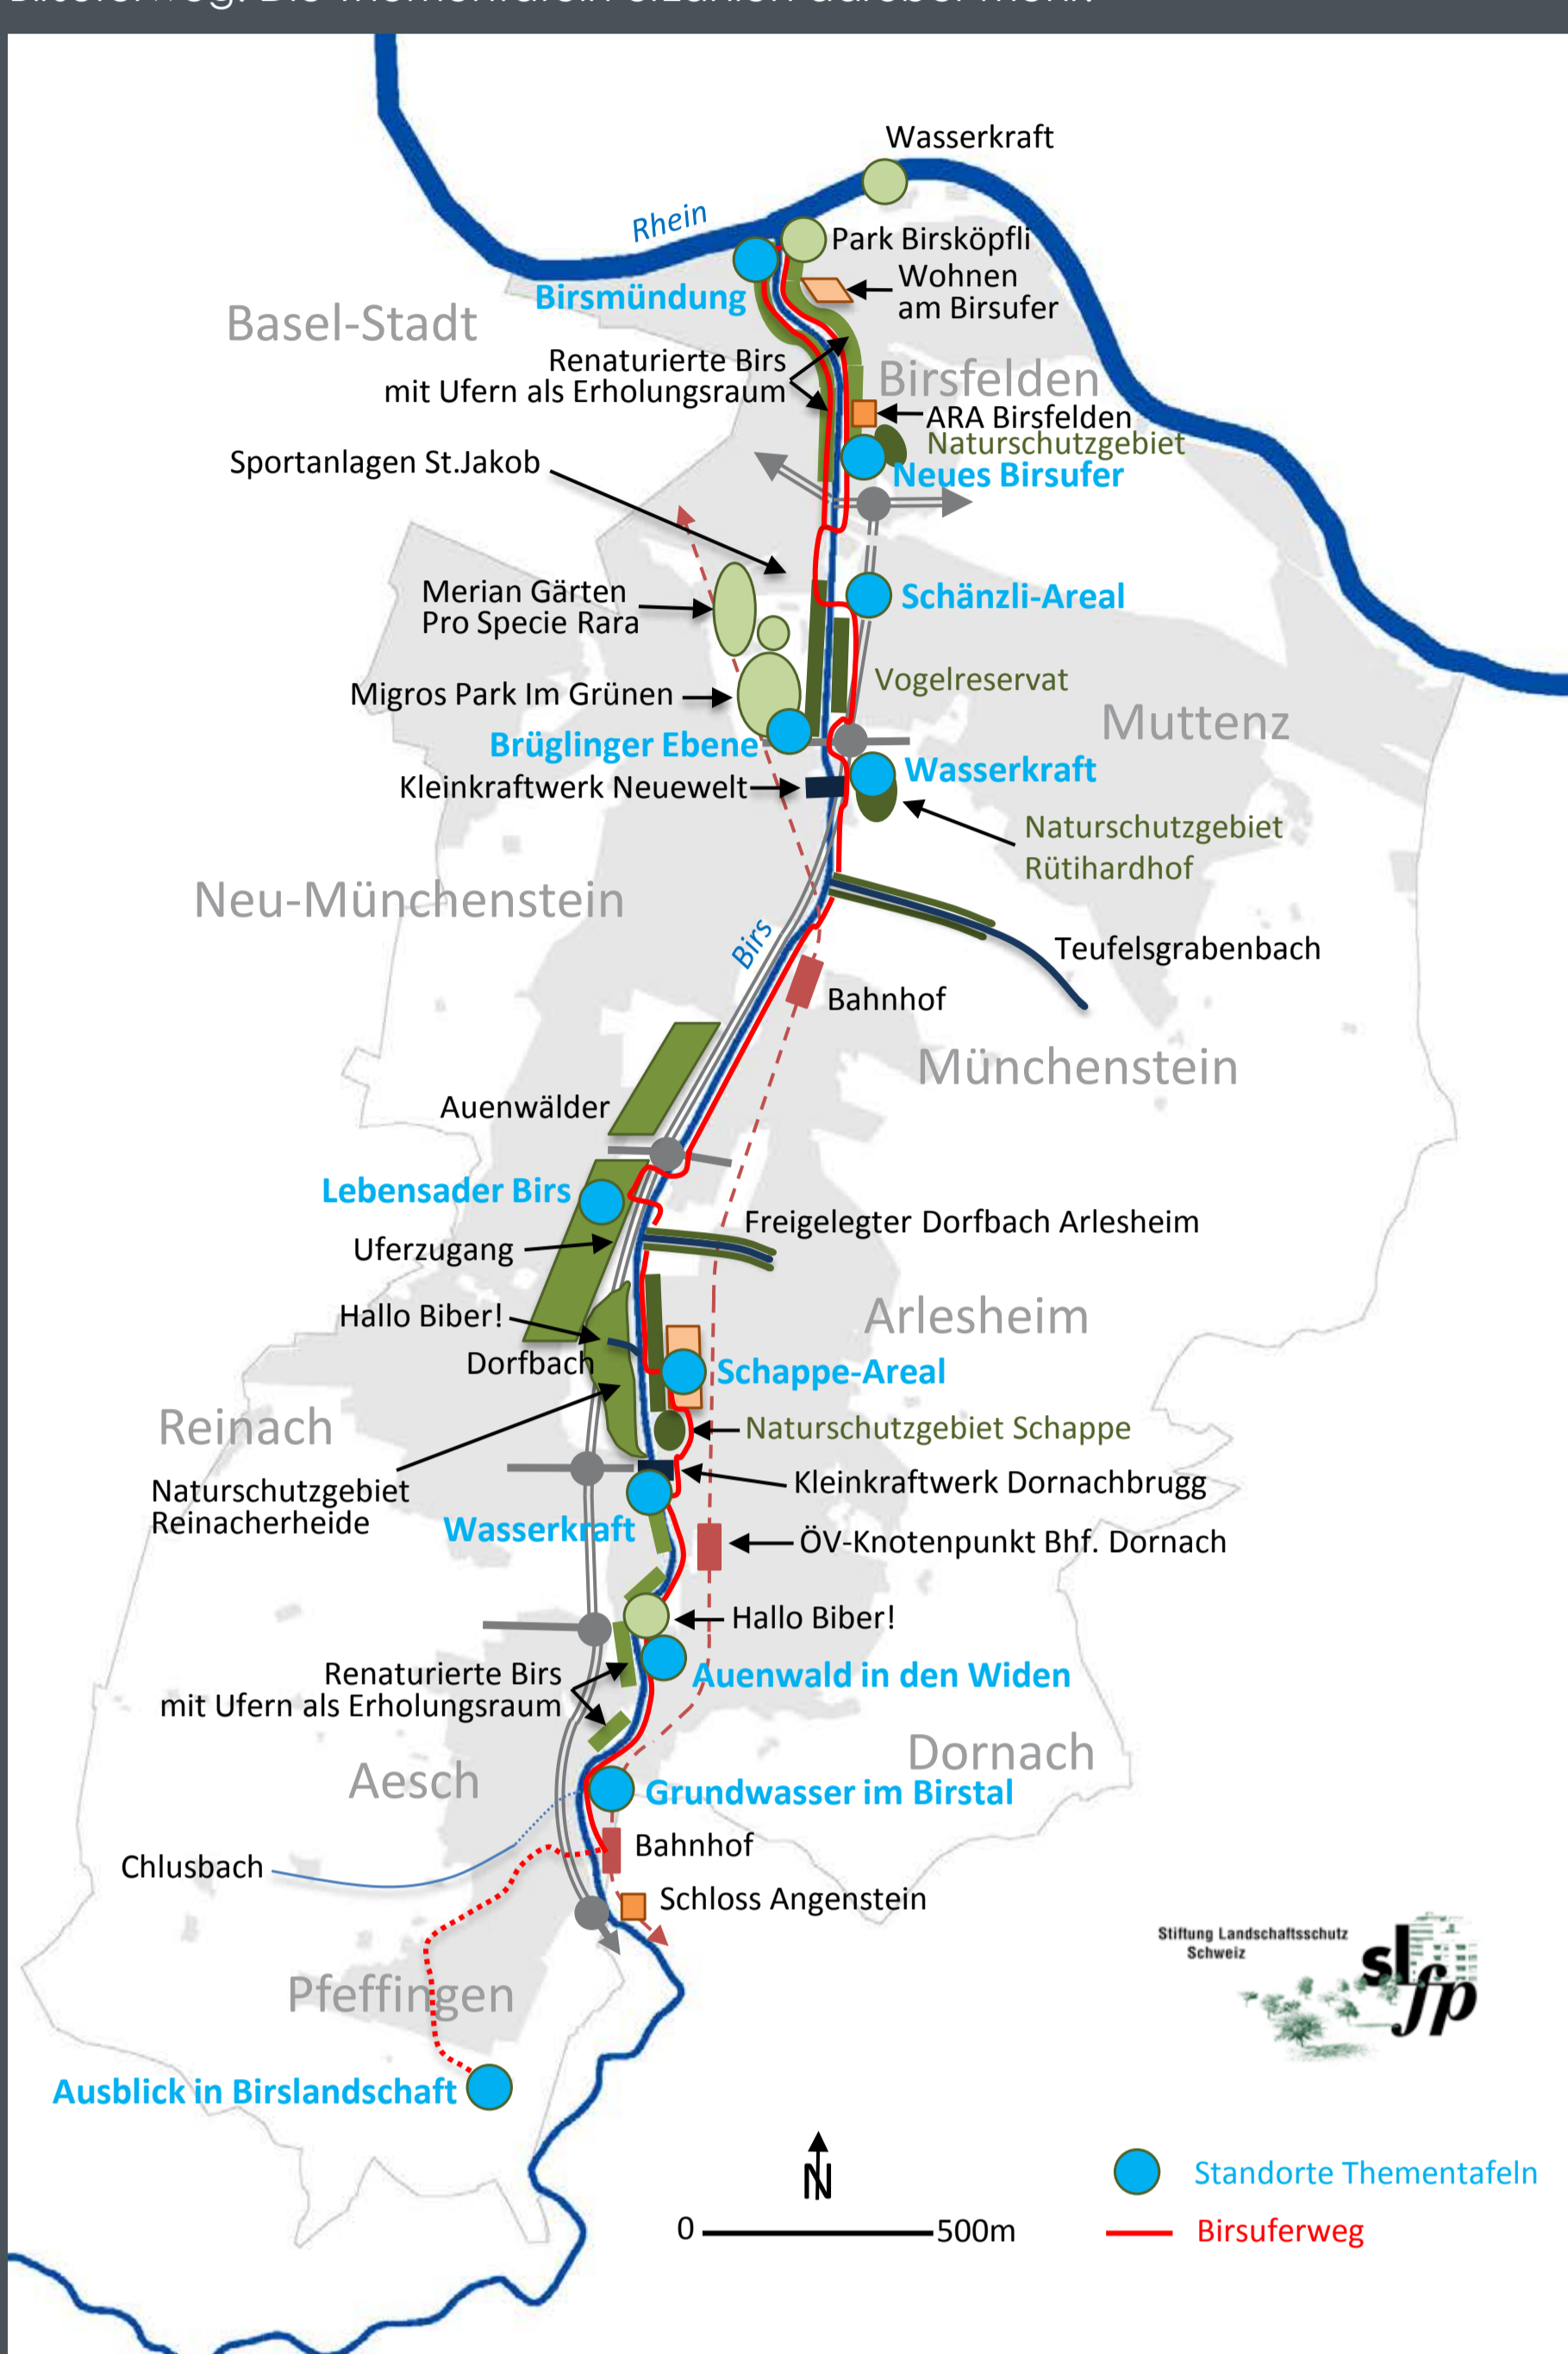 Wasserkraft
Rhein
Park Birsköpfli
Wohnen
am Birsufer
Birsmündung
Basel-Stadt
Renaturierte Birs
mit Ufern als Erholungsraum
Birsfelden
ARA Birsfelden
Naturschutzgebiet
Neues Birsufer
Sportanlagen St.Jakob
Merian Gärten
Pro Specie Rara
Schänzli-Areal
Vogelreservat
Migros Park Im Grünen
Muttenz
Brüglinger Ebene
Wasserkraft
Kleinkraftwerk Neuewelt
Naturschutzgebiet
Rütihardhof
Neu-Münchenstein
Birs
Teufelsgrabenbach
Bahnhof
Münchenstein
Auenwälder
Lebensader Birs
Freigelegter Dorfbach Arlesheim
Uferzugang
Hallo Biber!
Arlesheim
Dorfbach
Schappe-Areal
Reinach
Naturschutzgebiet Schappe
Naturschutzgebiet
Reinacherheide
Kleinkraftwerk Dornachbrugg
Wasserkraft
ÖV-Knotenpunkt Bhf. Dornach
Hallo Biber!
Renaturierte Birs
mit Ufern als Erholungsraum
Auenwald in den Widen
Dornach
Aesch
Grundwasser im Birstal
Bahnhof
Chlusbach
Schloss Angenstein
Stiftung Landschaftsschutz
Schweiz
slfp
Pfeffingen
Ausblick in Birslandschaft
N
0 500m
Standorte Thementafeln
Birsuferweg